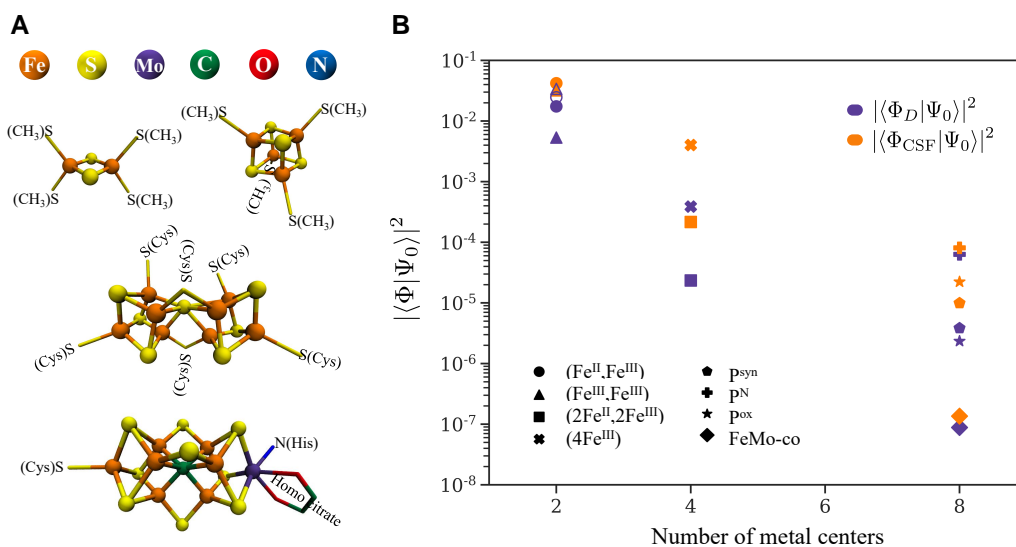 A
Fe S Mo C O N
(CH₃)S
S(CH₃)
(CH₃)S
S(CH₃)
(CH₃)S
(CH₃)S
S(CH₃)
S(Cys)
(Cys)S
S(Cys)
(Cys)S
(Cys)S
S(Cys)
(Cys)S
N(His)
Homo citrate
B
|⟨Φ|Ψ₀⟩|²
10⁻¹
10⁻²
10⁻³
10⁻⁴
10⁻⁵
10⁻⁶
10⁻⁷
10⁻⁸
|⟨Φ_D|Ψ₀⟩|²
|⟨Φ_CSF|Ψ₀⟩|²
(Feᴵᴵ,Feᴵᴵᴵ)
(Feᴵᴵᴵ,Feᴵᴵᴵ)
(2Feᴵᴵ,2Feᴵᴵᴵ)
(4Feᴵᴵᴵ)
Pˢʸⁿ
Pᴺ
Pᵒˣ
FeMo-co
2 4 6 8
Number of metal centers